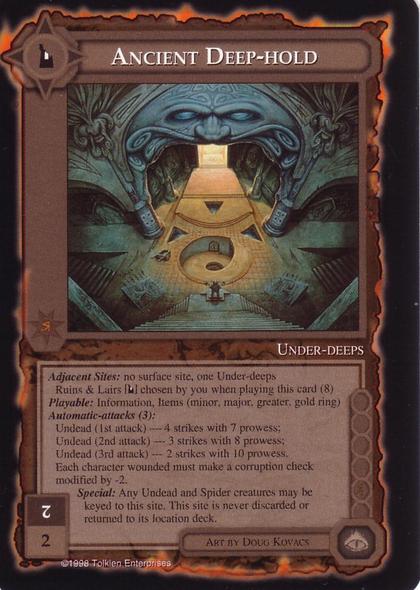 ANCIENT DEEP-HOLD
UNDER-DEEPS
Adjacent Sites: no surface site, one Under-deeps
Ruins & Lairs [] chosen by you when playing this card (8)
Playable: Information, Items (minor, major, greater, gold ring)
Automatic-attacks (3):
Undead (1st attack) — 4 strikes with 7 prowess;
Undead (2nd attack) — 3 strikes with 8 prowess;
Undead (3rd attack) — 2 strikes with 10 prowess.
Each character wounded must make a corruption check
modified by -2.
Special: Any Undead and Spider creatures may be
keyed to this site. This is never discarded or
returned to its location deck.
2
2
ART BY DOUG KOVACS
©1998 Tolkien Enterprises